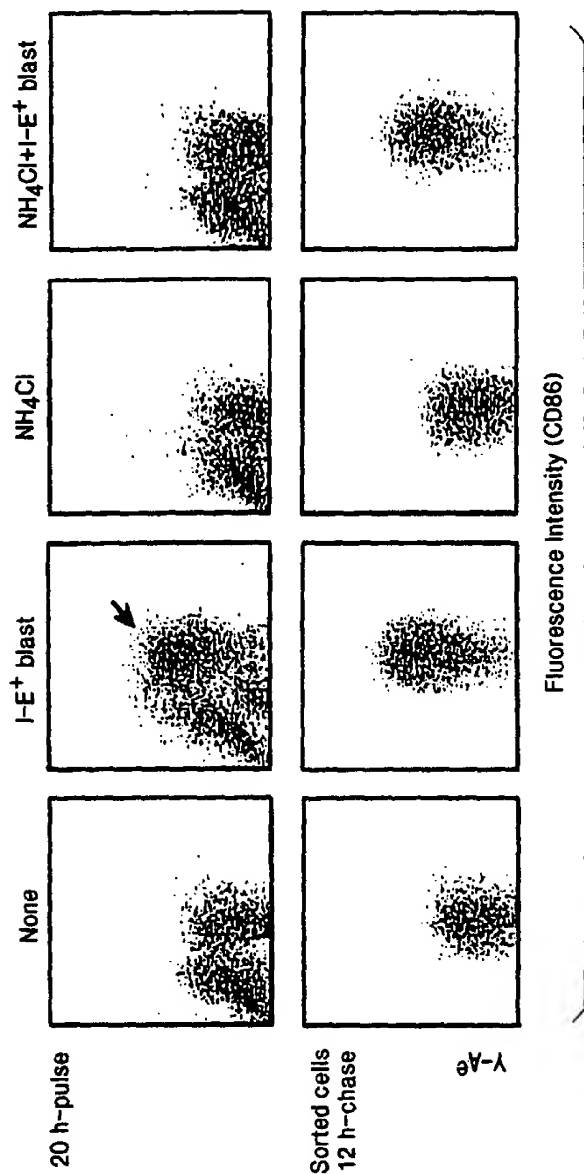 None
I-E⁺ blast
NH₄Cl
NH₄Cl+I-E⁺ blast
20 h-pulse
Sorted cells
12 h-chase
Y-Ae
Fluorescence Intensity (CD86)